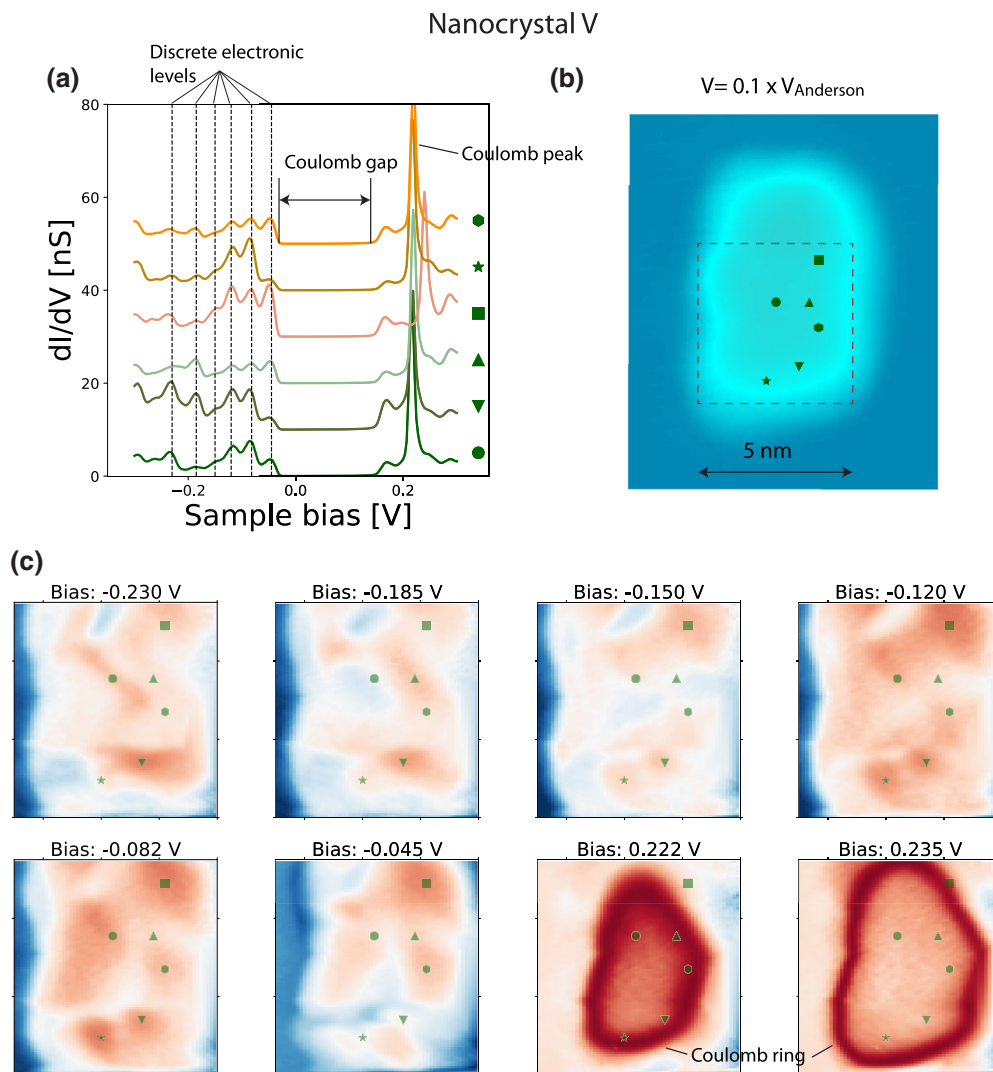 Nanocrystal V
Discrete electronic
levels
(a)
80
60
40
20
0
dI/dV [nS]
Coulomb gap
Coulomb peak
−0.2
0.0
0.2
Sample bias [V]
(b)
V= 0.1 x VAnderson
5 nm
(c)
Bias: -0.230 V
Bias: -0.185 V
Bias: -0.150 V
Bias: -0.120 V
Bias: -0.082 V
Bias: -0.045 V
Bias: 0.222 V
Bias: 0.235 V
Coulomb ring